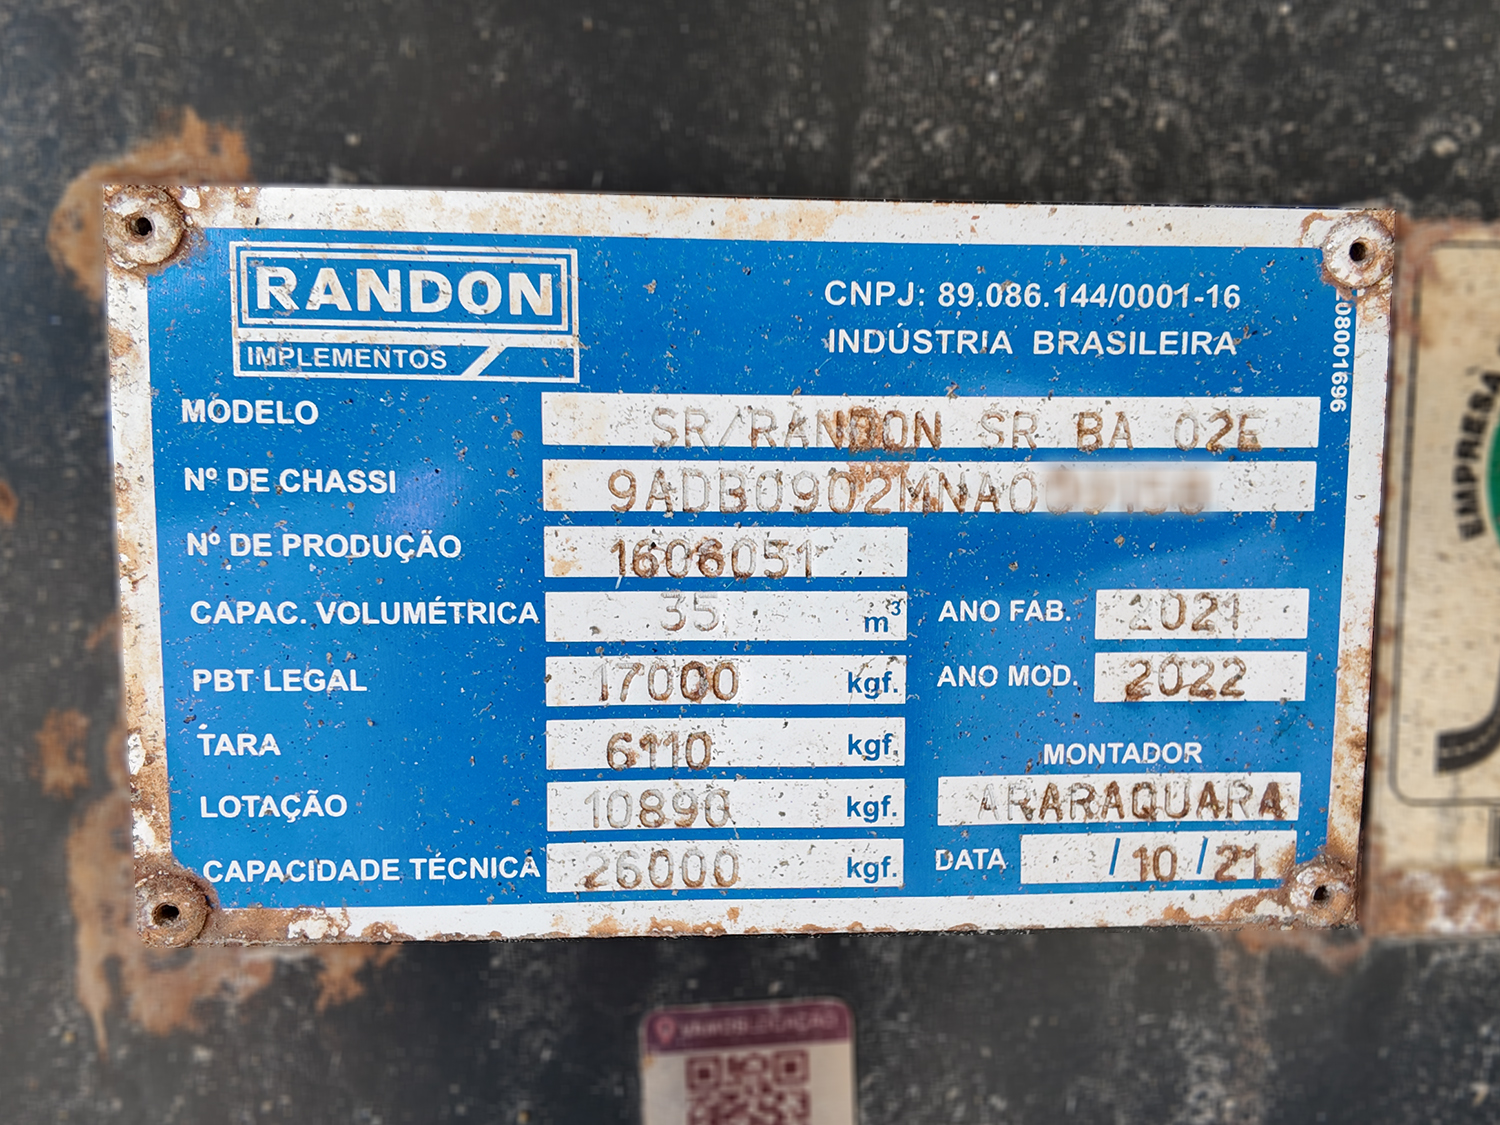 RANDON
IMPLEMENTOS
CNPJ: 89.086.144/0001-16
INDÚSTRIA BRASILEIRA
208001696
MODELO SR/RANDON SR BA 02E
Nº DE CHASSI 9ADB0902MNA0
Nº DE PRODUÇÃO 1606051
CAPAC. VOLUMÉTRICA 35 m³ ANO FAB. 2021
PBT LEGAL 17000 kgf. ANO MOD. 2022
TARA 6110 kgf.
MONTADOR
LOTAÇÃO 10890 kgf. ARARAQUARA
CAPACIDADE TÉCNICA 26000 kgf. DATA /10/21
EMPRESA